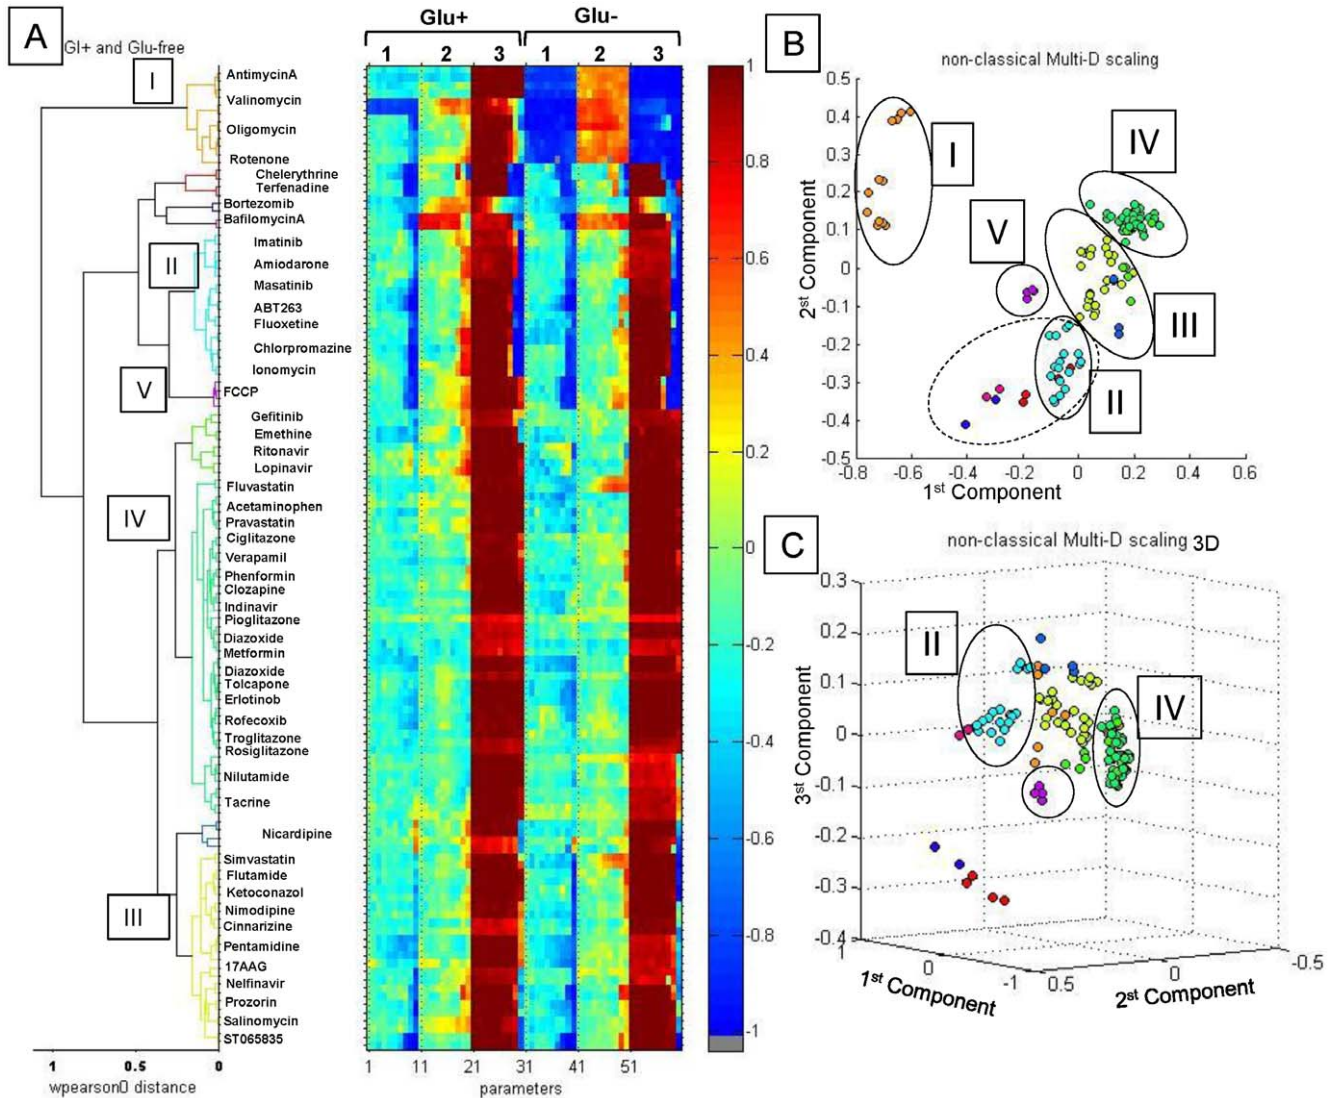 A
Gl+ and Glu-free
Glu+ Glu-
1 2 3 1 2 3
I
AntimycinA
Valinomycin
Oligomycin
Rotenone
Chelerythrine
Terfenadine
Bortezomib
BafilomycinA
II
Imatinib
Amiodarone
Masatinib
ABT263
Fluoxetine
Chlorpromazine
Ionomycin
V
FCCP
Gefitinib
Emethine
Ritonavir
Lopinavir
Fluvastatin
IV
Acetaminophen
Pravastatin
Ciglitazone
Verapamil
Phenformin
Clozapine
Indinavir
Pioglitazone
Diazoxide
Metformin
Diazoxide
Tolcapone
Erlotinob
Rofecoxib
Troglitazone
Rosiglitazone
Nilutamide
Tacrine
Nicardipine
Simvastatin
Flutamide
Ketoconazol
III
Nimodipine
Cinnarizine
Pentamidine
17AAG
Nelfinavir
Prozorin
Salinomycin
ST065835
1 0.5 0
wpearson0 distance
1 11 21 31 41 51
parameters
1
0.8
0.6
0.4
0.2
0
-0.2
-0.4
-0.6
-0.8
-1
B
non-classical Multi-D scaling
0.5
0.4
0.3
0.2
0.1
0
-0.1
-0.2
-0.3
-0.4
-0.5
2st Component
I
IV
V
III
II
-0.8 -0.6 -0.4 -0.2 0 0.2 0.4 0.6
1st Component
C
non-classical Multi-D scaling 3D
0.3
0.2
0.1
0
-0.1
-0.2
-0.3
-0.4
3st Component
II
IV
1 0 -1
1st Component
0.5 0 -0.5
2st Component